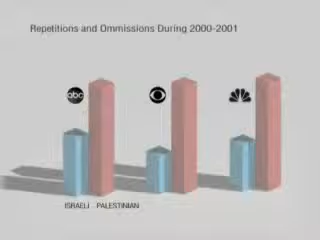 Repetitions and Ommissions During 2000-2001
abc
ISRAELI PALESTINIAN